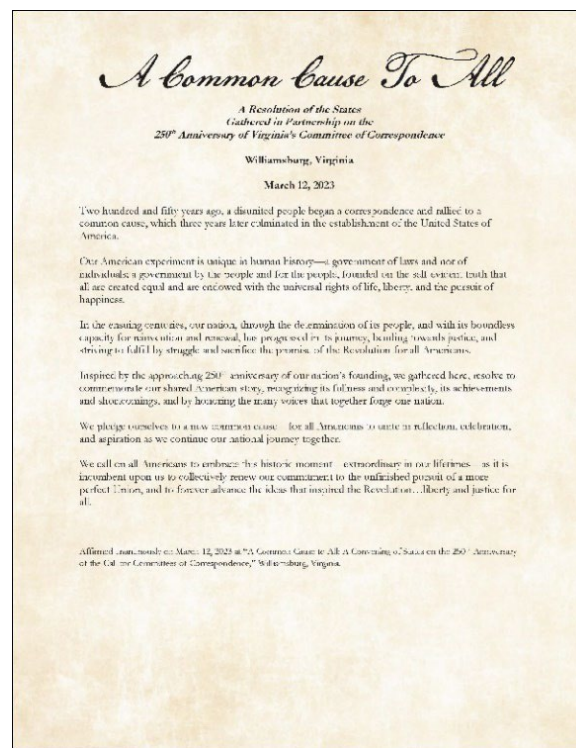 A Common Cause To All
A Resolution of the States
Gathered in Partnership on the
250th Anniversary of Virginia's Committee of Correspondence
Williamsburg, Virginia
March 12, 2023
Two hundred and fifty years ago, a disunited people began a correspondence and rallied to a
common cause, which three years later culminated in the establishment of the United States of
America.
Our American experiment is unique in human history—a government of laws and not of
individuals; a government by the people and for the people, founded on the self-evident truth that
all are created equal and are endowed with the universal rights of life, liberty, and the pursuit of
happiness.
In the ensuing centuries, our nation, through the determination of its people, and with its boundless
capacity for reinvention and renewal, has progressed in its journey, bending towards justice, and
striving to fulfill by struggle and sacrifice the promise of the Revolution for all Americans.
Inspired by the approaching 250th anniversary of our nation's founding, we gathered here, resolve to
commemorate our shared American story, recognizing its fullness and complexity, its achievements
and shortcomings, and by honoring the many voices that together forge one nation.
We pledge ourselves to a new common cause—for all Americans to unite in reflection, celebration,
and aspiration as we continue our national journey together.
We call on all Americans to embrace this historic moment—extraordinary in our lifetimes—as it is
incumbent upon us to collectively renew our commitment to the unfinished pursuit of a more
perfect Union, and to forever advance the ideas that inspired the Revolution…liberty and justice for
all.
Affirmed unanimously on March 12, 2023 at "A Common Cause to All: A Convening of States on the 250th Anniversary
of the Call for Committees of Correspondence," Williamsburg, Virginia.